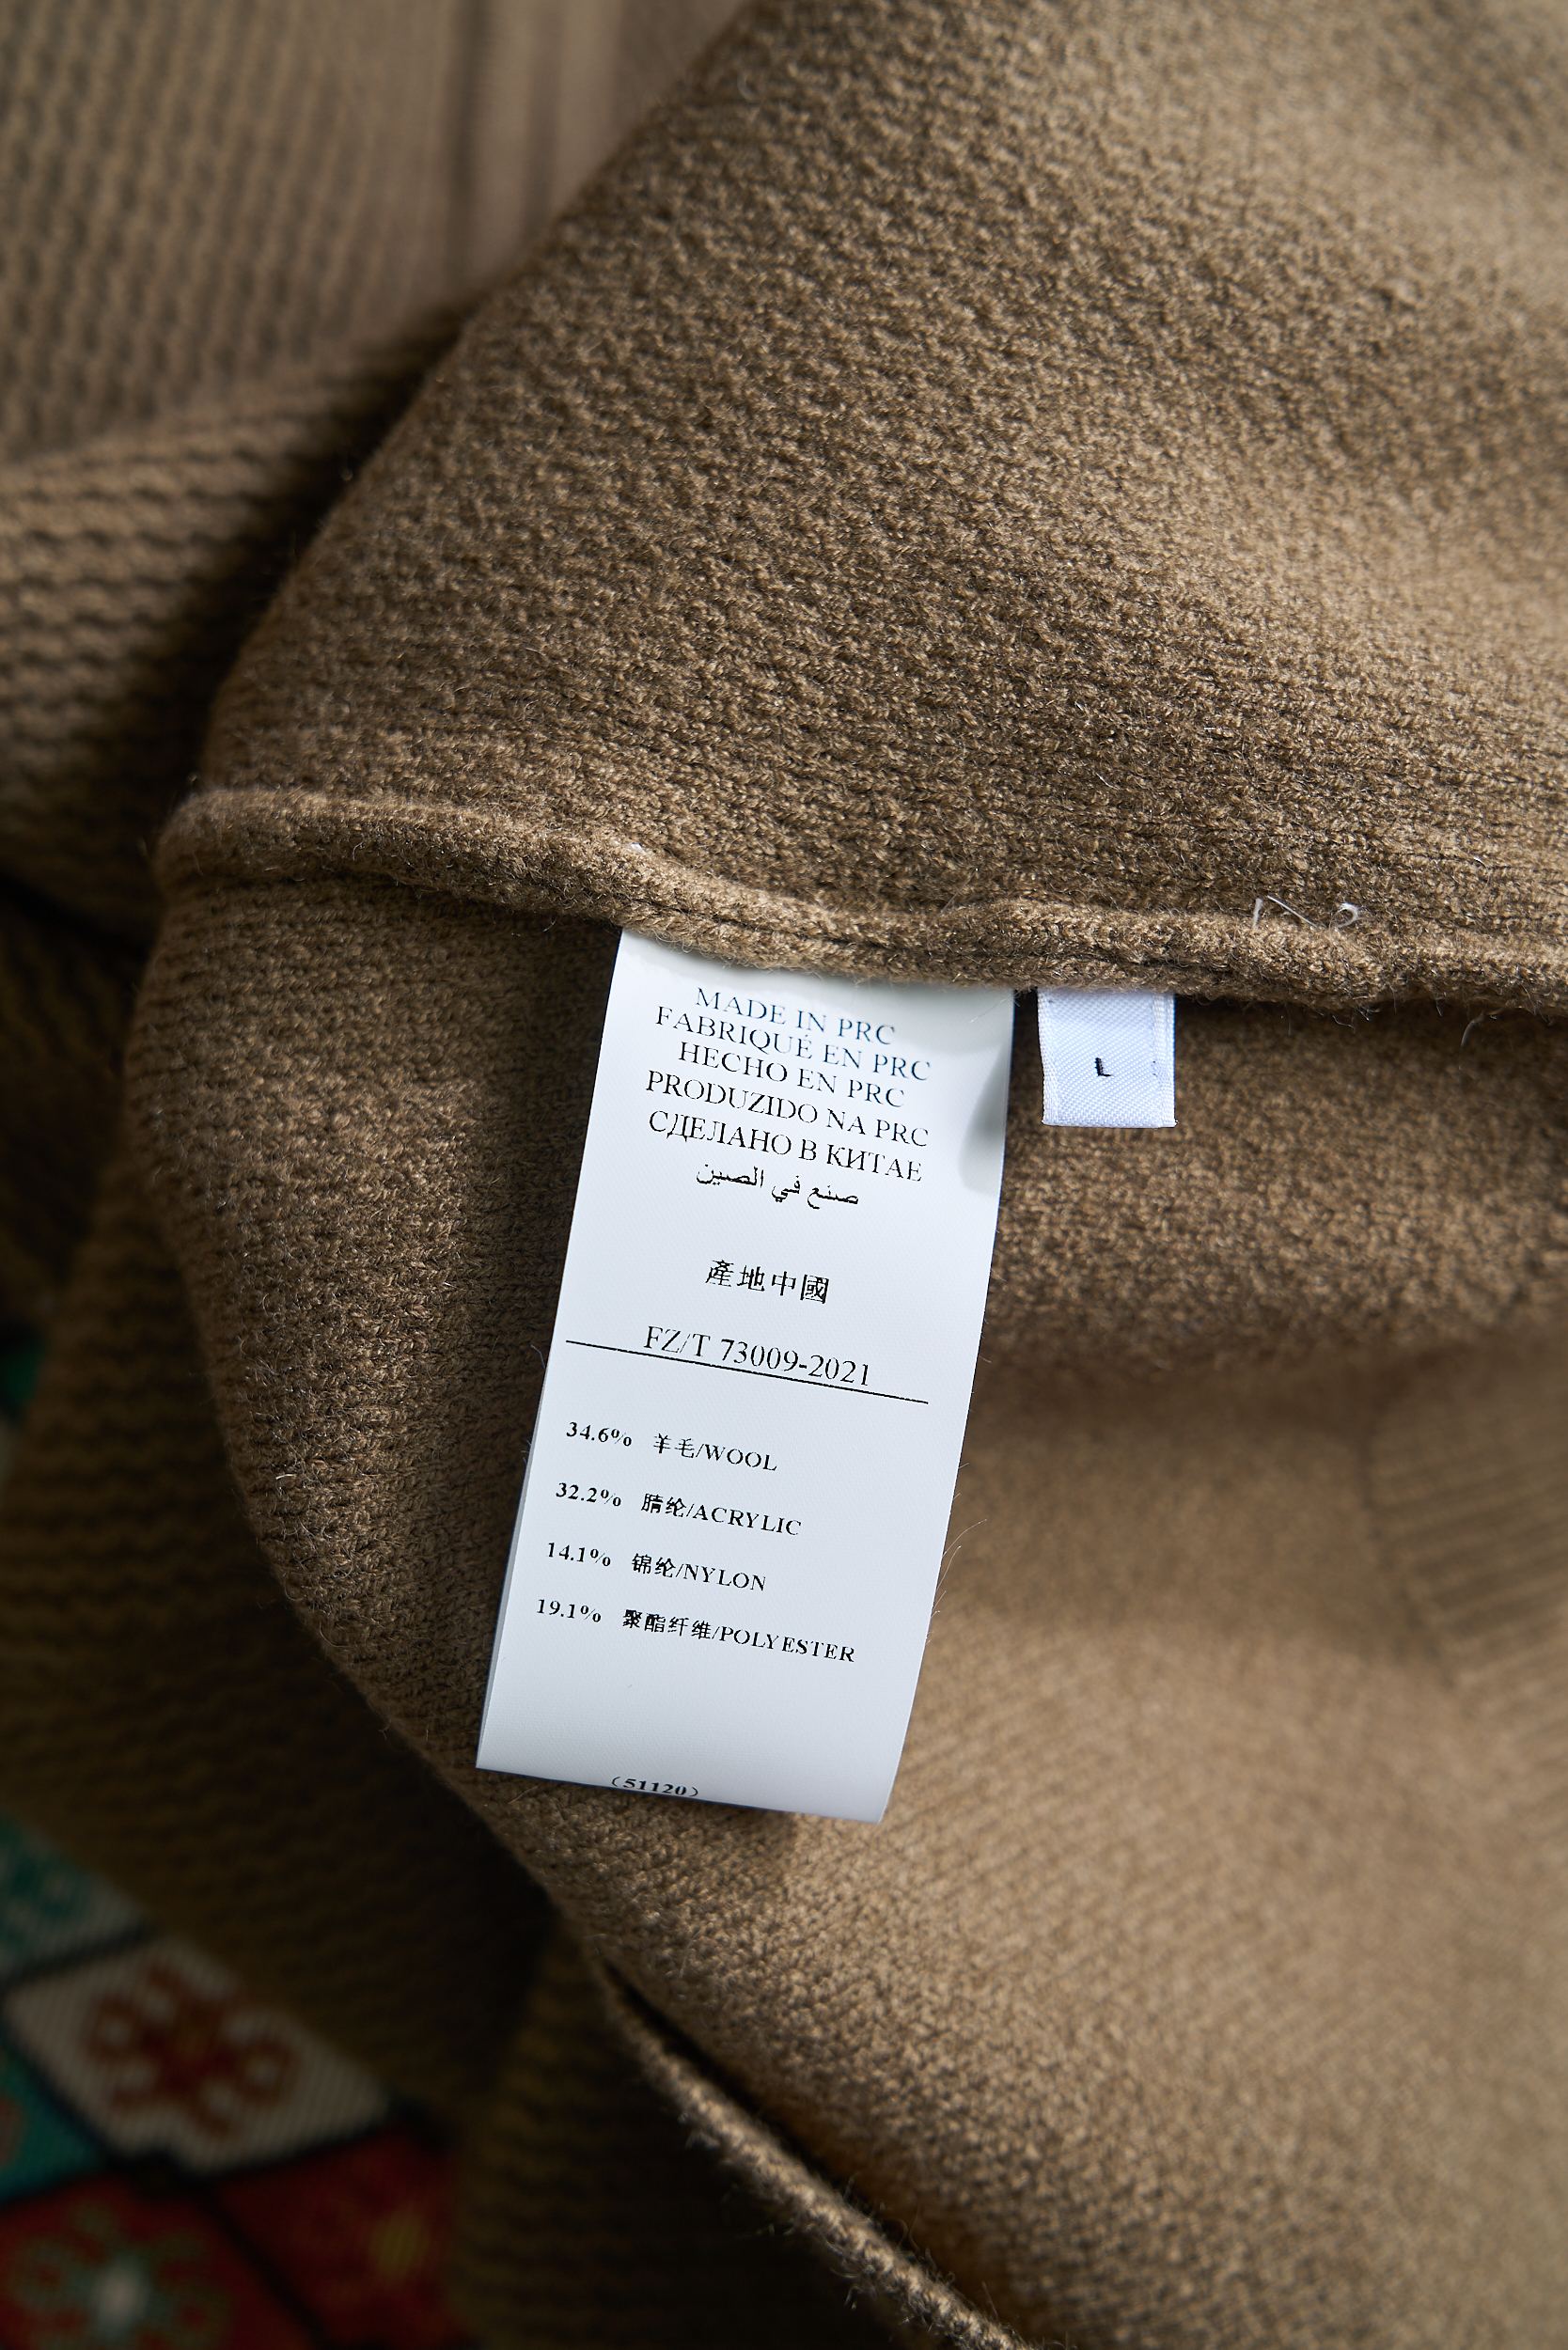 MADE IN PRC
FABRIQUÉ EN PRC
HECHO EN PRC
PRODUZIDO NA PRC
СДЕЛАНО В КИТАЕ
صنع في الصين
產地中國
FZ/T 73009-2021
34.6% 羊毛/WOOL
32.2% 腈纶/ACRYLIC
14.1% 锦纶/NYLON
19.1% 聚酯纤维/POLYESTER
(51120)
L